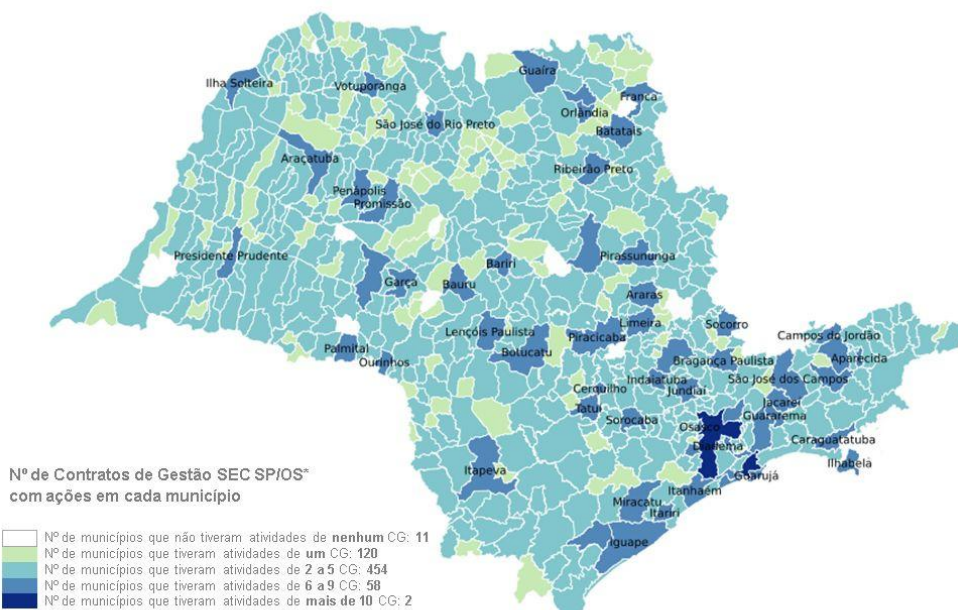 Guaíra
Ilha Solteira
Votuporanga
Franca
Orlândia
São José do Rio Preto
Batatais
Araçatuba
Ribeirão Preto
Penápolis
Promissão
Presidente Prudente
Pirassununga
Bariri
Garça
Bauru
Araras
Lençóis Paulista
Limeira
Socorro
Piracicaba
Campos do Jordão
Palmital
Botucatu
Ourinhos
Bragança Paulista
Aparecida
Indaiatuba
São José dos Campos
Cerquilho
Jundiaí
Tatuí
Jacareí
Sorocaba
Guararema
Osasco
Diadema
Caraguatatuba
Itapeva
Ilhabela
Guarujá
Itanhaém
Miracatu
Itariri
Iguape
Nº de Contratos de Gestão SEC SP/OS*
com ações em cada município
Nº de municípios que não tiveram atividades de nenhum CG: 11
Nº de municípios que tiveram atividades de um CG: 120
Nº de municípios que tiveram atividades de 2 a 5 CG: 454
Nº de municípios que tiveram atividades de 6 a 9 CG: 58
Nº de municípios que tiveram atividades de mais de 10 CG: 2